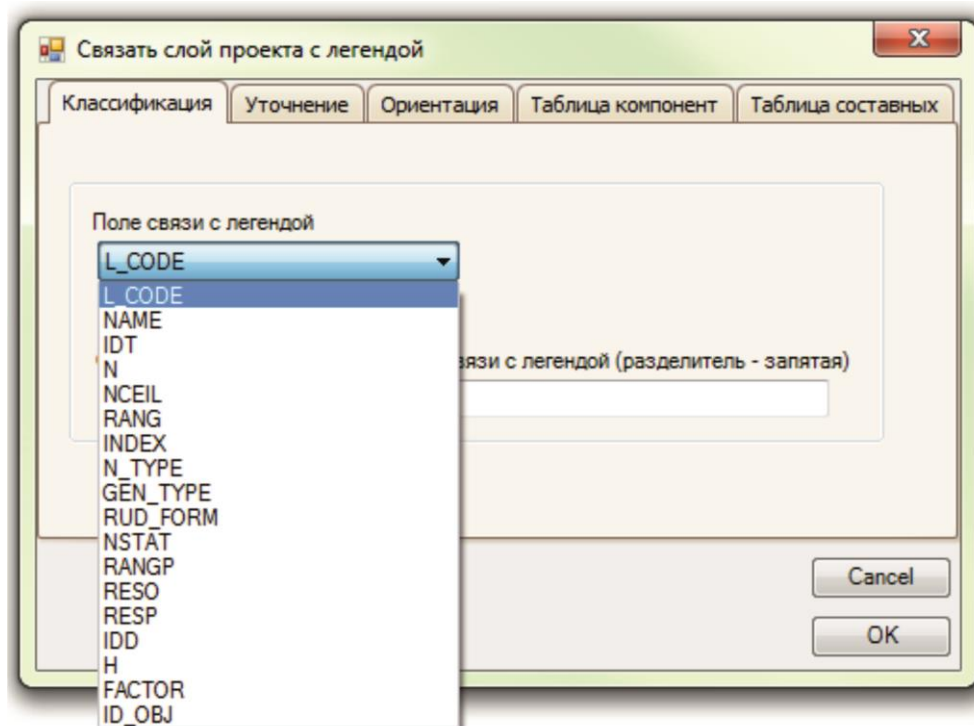 Связать слой проекта с легендой
Классификация Уточнение Ориентация Таблица компонент Таблица составных
Поле связи с легендой
L_CODE
L_CODE
NAME
IDT
N
NCEIL
RANG
INDEX
N_TYPE
GEN_TYPE
RUD_FORM
NSTAT
RANGP
RESO
RESP
IDD
H
FACTOR
ID_OBJ
с легендой (разделитель - запятая)
Cancel
OK